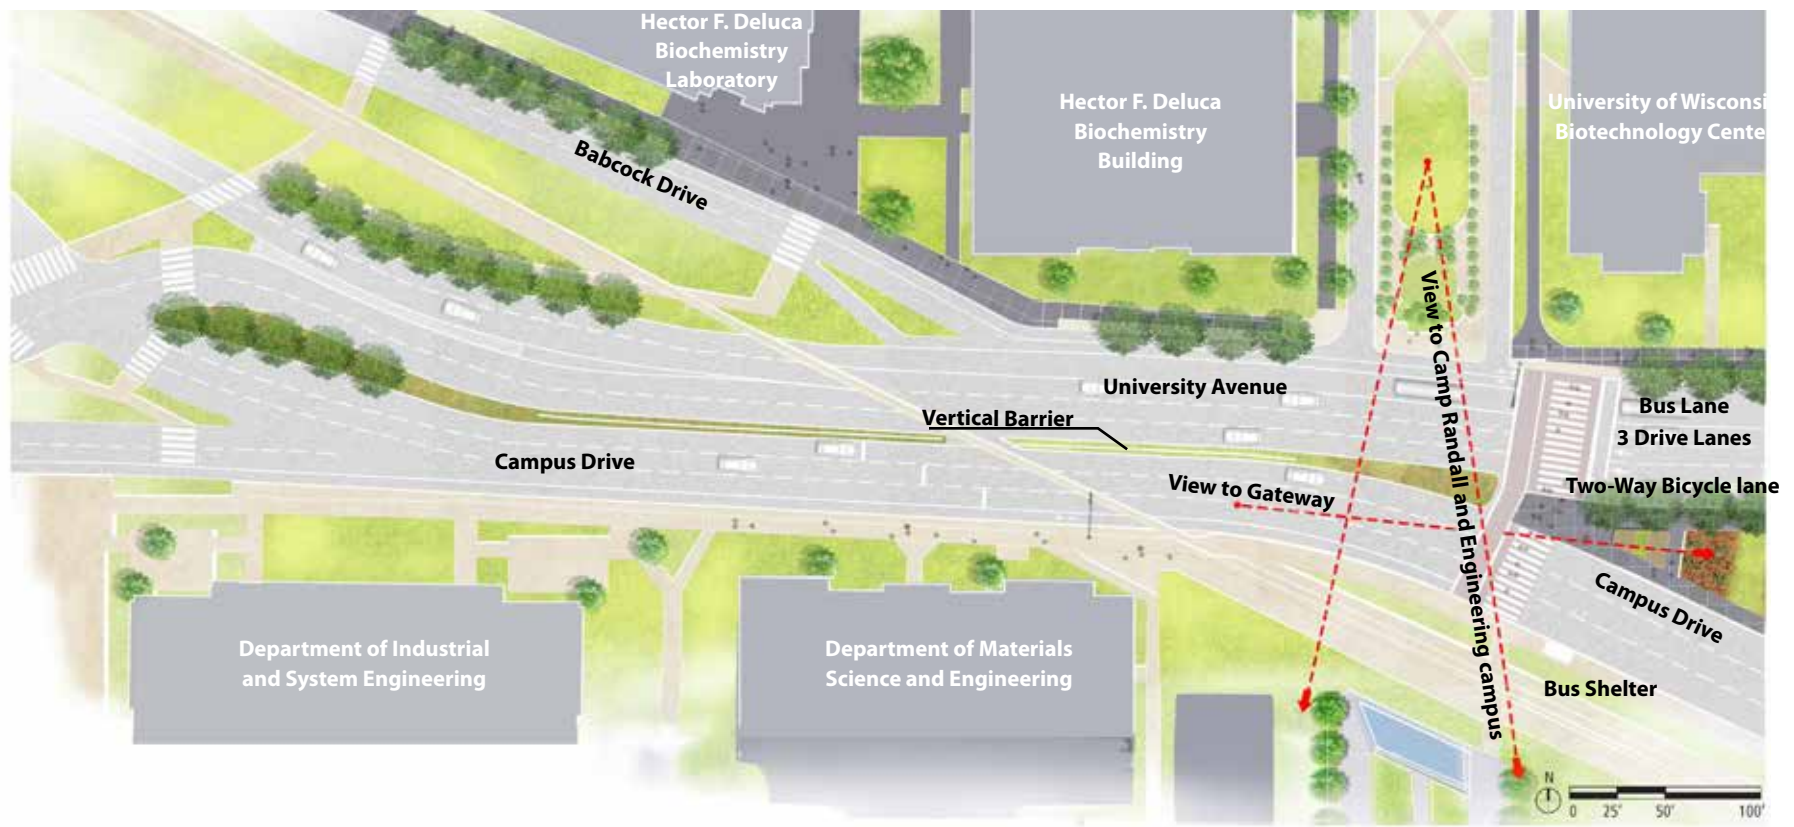 Hector F. Deluca
Biochemistry
Laboratory
Hector F. Deluca
Biochemistry
Building
University of Wisconsi
Biotechnology Cente
Babcock Drive
University Avenue
Vertical Barrier
Campus Drive
View to Gateway
View to Camp Randall and Engineering campus
Bus Lane
3 Drive Lanes
Two-Way Bicycle lane
Campus Drive
Department of Industrial
and System Engineering
Department of Materials
Science and Engineering
Bus Shelter
N
0 25' 50' 100'